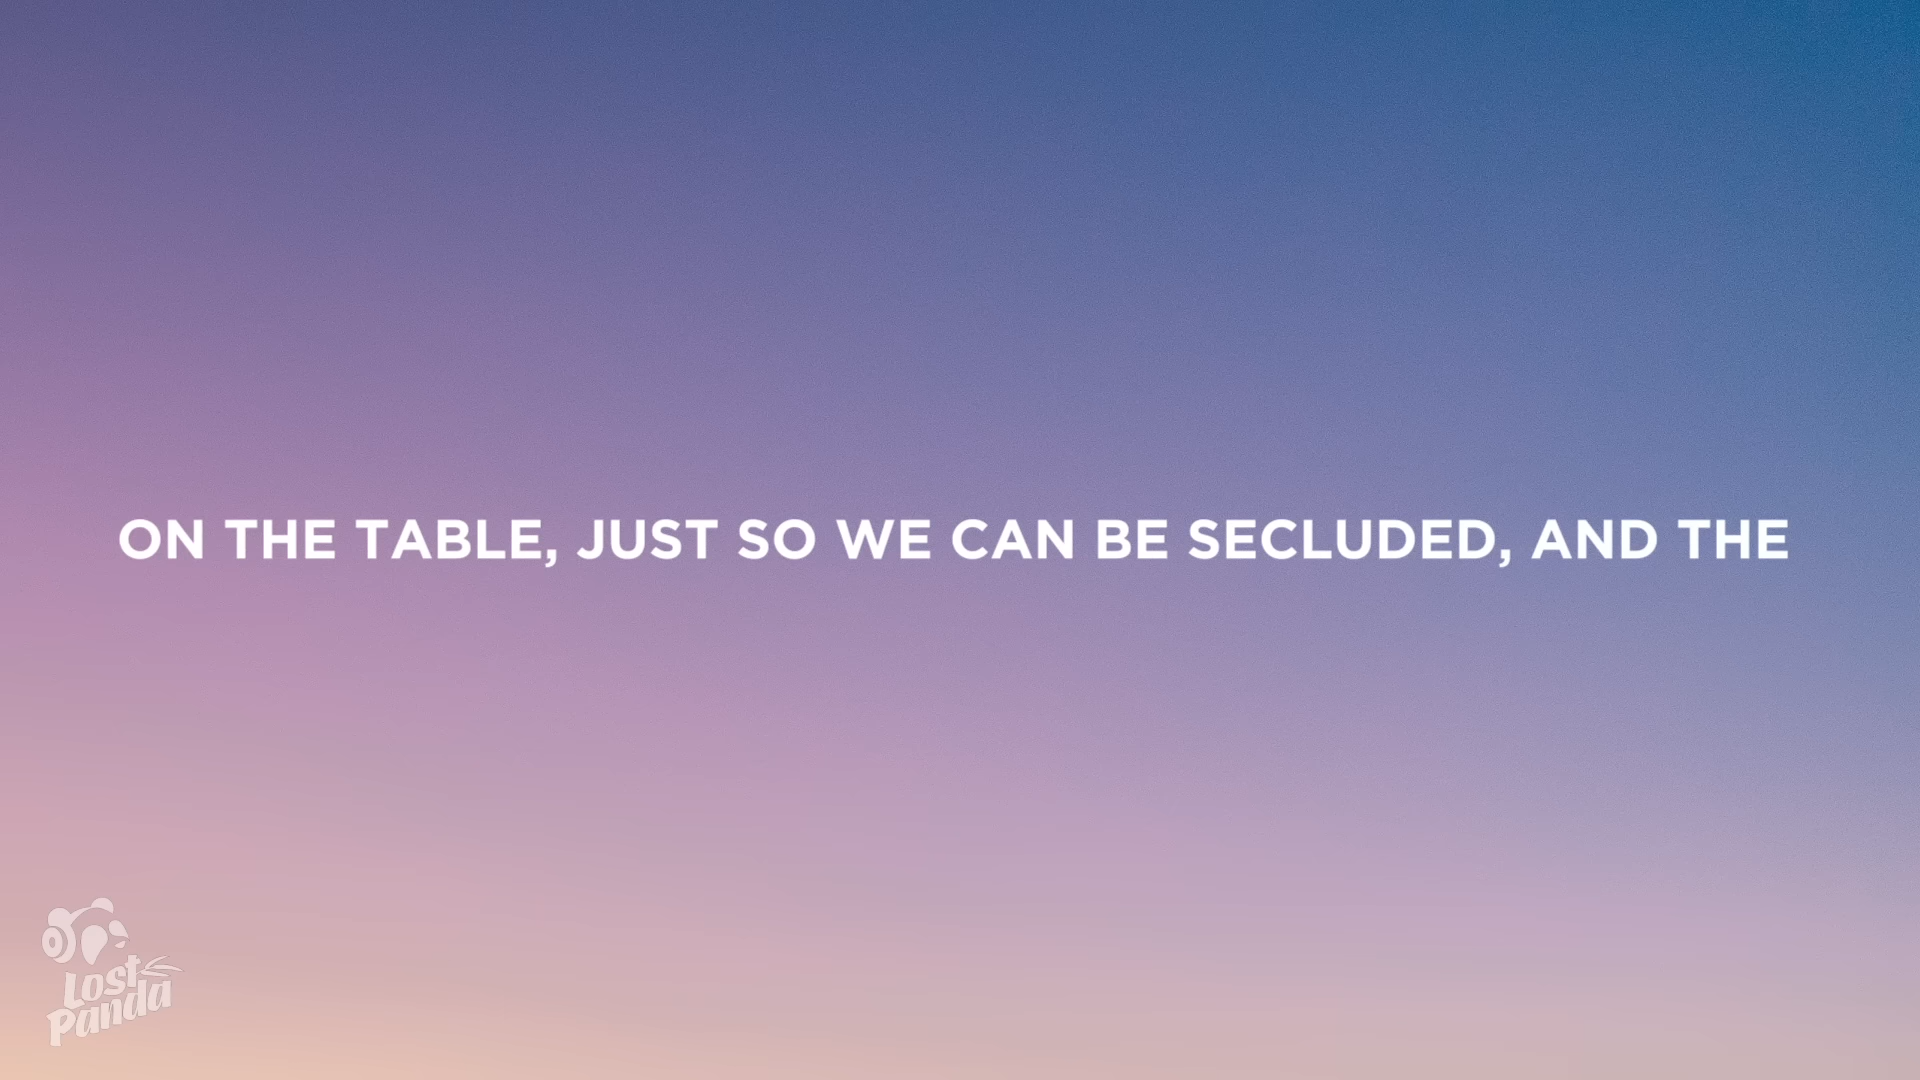 ON THE TABLE, JUST SO WE CAN BE SECLUDED, AND THE
Lost
Panda